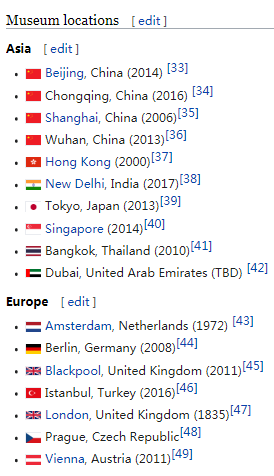 Museum locations [ edit ]
Asia [ edit ]
Beijing, China (2014) [33]
Chongqing, China (2016) [34]
Shanghai, China (2006)[35]
Wuhan, China (2013)[36]
Hong Kong (2000)[37]
New Delhi, India (2017)[38]
Tokyo, Japan (2013)[39]
Singapore (2014)[40]
Bangkok, Thailand (2010)[41]
Dubai, United Arab Emirates (TBD) [42]
Europe [ edit ]
Amsterdam, Netherlands (1972) [43]
Berlin, Germany (2008)[44]
Blackpool, United Kingdom (2011)[45]
Istanbul, Turkey (2016)[46]
London, United Kingdom (1835)[47]
Prague, Czech Republic[48]
Vienna, Austria (2011)[49]